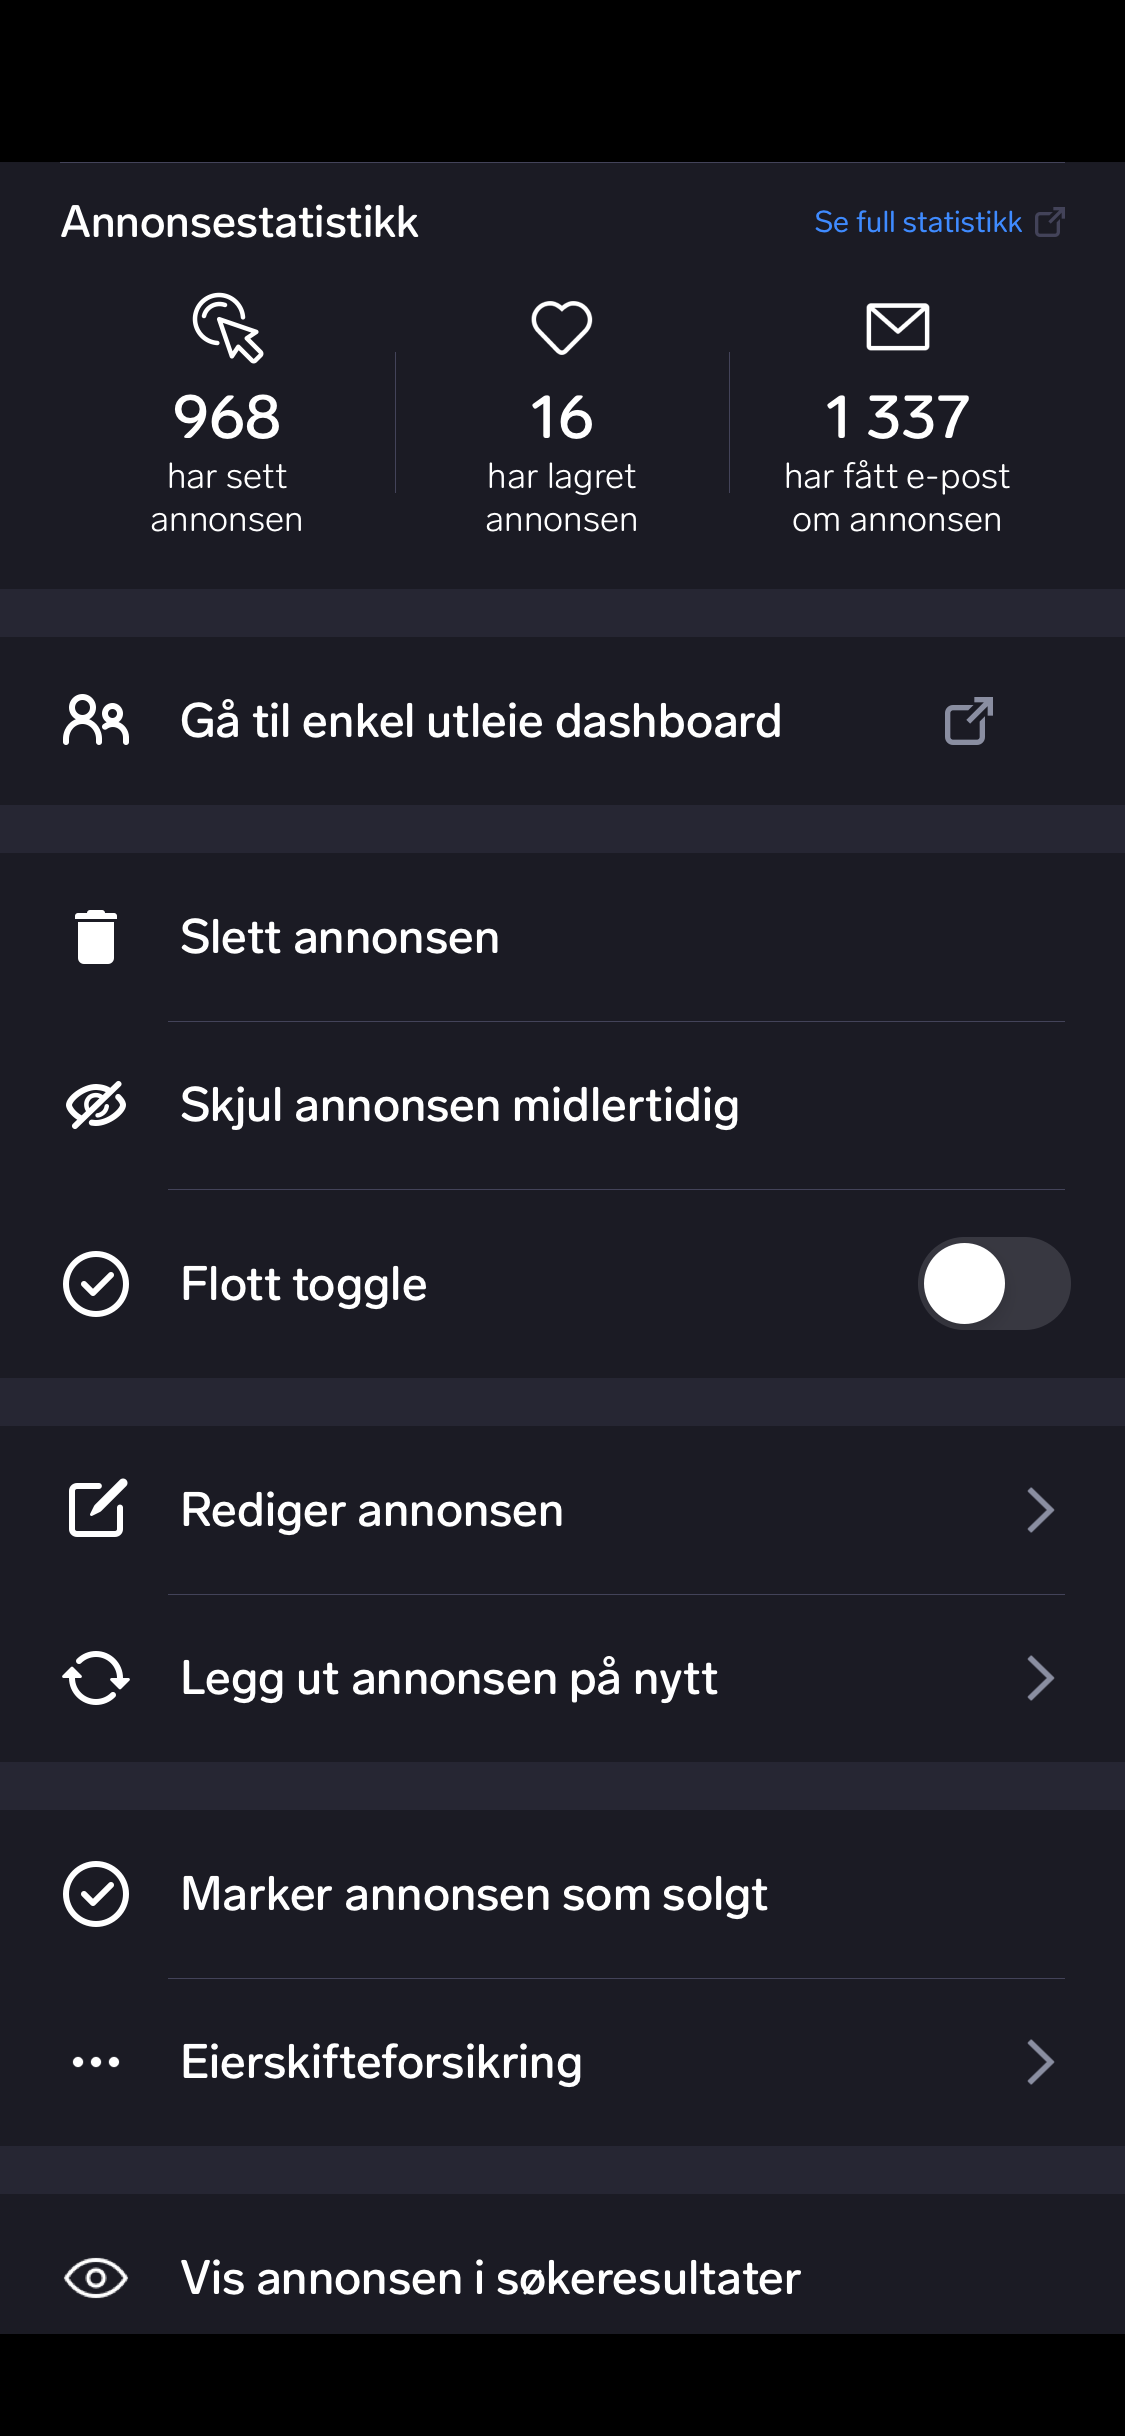 Annonsestatistikk
Se full statistikk
968
har sett
annonsen
16
har lagret
annonsen
1 337
har fått e-post
om annonsen
Gå til enkel utleie dashboard
Slett annonsen
Skjul annonsen midlertidig
Flott toggle
Rediger annonsen
Legg ut annonsen på nytt
Marker annonsen som solgt
Eierskifteforsikring
Vis annonsen i søkeresultater